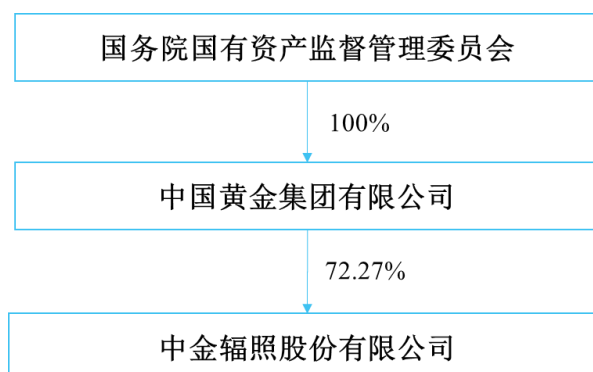 国务院国有资产监督管理委员会
100%
中国黄金集团有限公司
72.27%
中金辐照股份有限公司